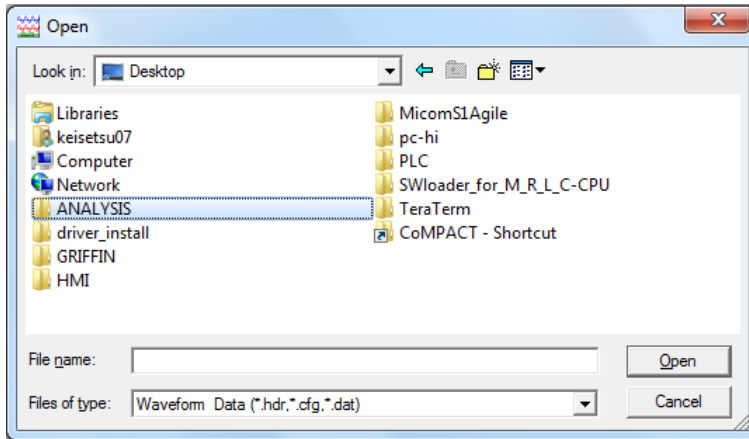 Open
Look in: Desktop
Libraries
keisetsu07
Computer
Network
ANALYSIS
driver_install
GRIFFIN
HMI
MicomS1Agile
pc-hi
PLC
SWloader_for_M_R_L_C-CPU
TeraTerm
CoMPACT - Shortcut
File name:
Open
Files of type: Waveform Data (*.hdr,*.cfg,*.dat)
Cancel